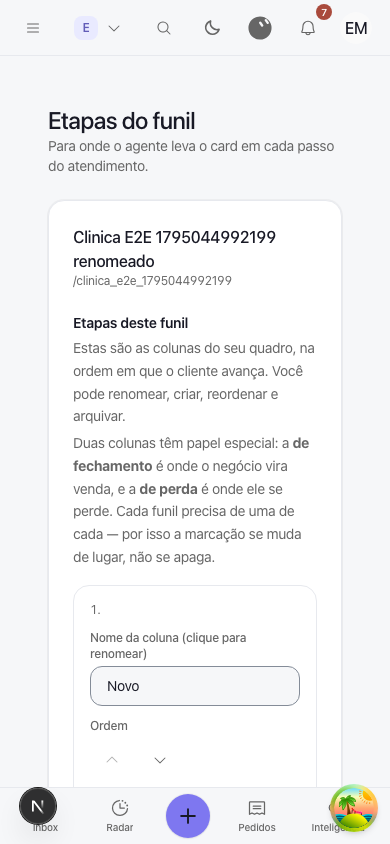 E
7
EM
Etapas do funil
Para onde o agente leva o card em cada passo
do atendimento.
Clinica E2E 1795044992199
renomeado
/clinica_e2e_1795044992199
Etapas deste funil
Estas são as colunas do seu quadro, na
ordem em que o cliente avança. Você
pode renomear, criar, reordenar e
arquivar.
Duas colunas têm papel especial: a de
fechamento é onde o negócio vira
venda, e a de perda é onde ele se
perde. Cada funil precisa de uma de
cada — por isso a marcação se muda
de lugar, não se apaga.
1.
Nome da coluna (clique para
renomear)
Novo
Ordem
N
Inbox Radar Pedidos